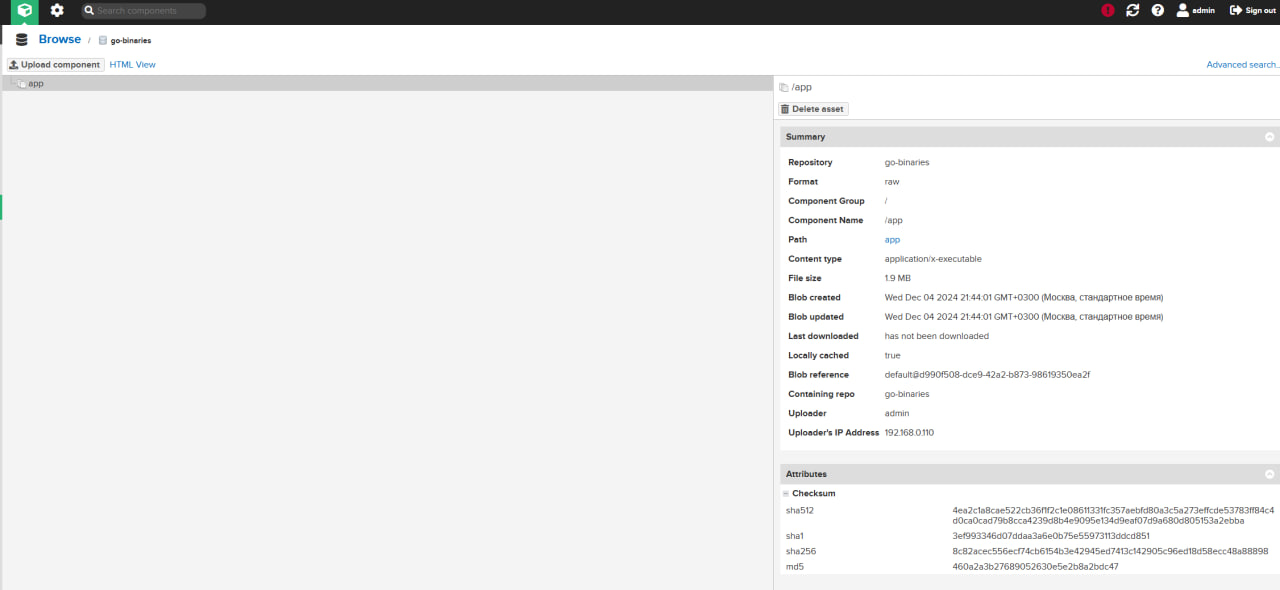 Search components
admin
Sign out
Browse / go-binaries
Upload component HTML View
Advanced search...
app
/app
Delete asset
Summary
Repository go-binaries
Format raw
Component Group /
Component Name /app
Path app
Content type application/x-executable
File size 1.9 MB
Blob created Wed Dec 04 2024 21:44:01 GMT+0300 (Москва, стандартное время)
Blob updated Wed Dec 04 2024 21:44:01 GMT+0300 (Москва, стандартное время)
Last downloaded has not been downloaded
Locally cached true
Blob reference default@d990f508-dce9-42a2-b873-98619350ea2f
Containing repo go-binaries
Uploader admin
Uploader's IP Address 192.168.0.110
Attributes
Checksum
sha512 4ea2c1a8cae522cb36f1f2c1e08611331fc357aebfd80a3c5a273effcde53783ff84c4
d0ca0cad79b8cca4239d8b4e9095e134d9eaf07d9a680d805153a2ebba
sha1 3ef993346d07ddaa3a6e0b75e55973113ddcd851
sha256 8c82acec556ecf74cb6154b3e42945ed7413c142905c96ed18d58ecc48a88898
md5 460a2a3b27689052630e5e2b8a2bdc47